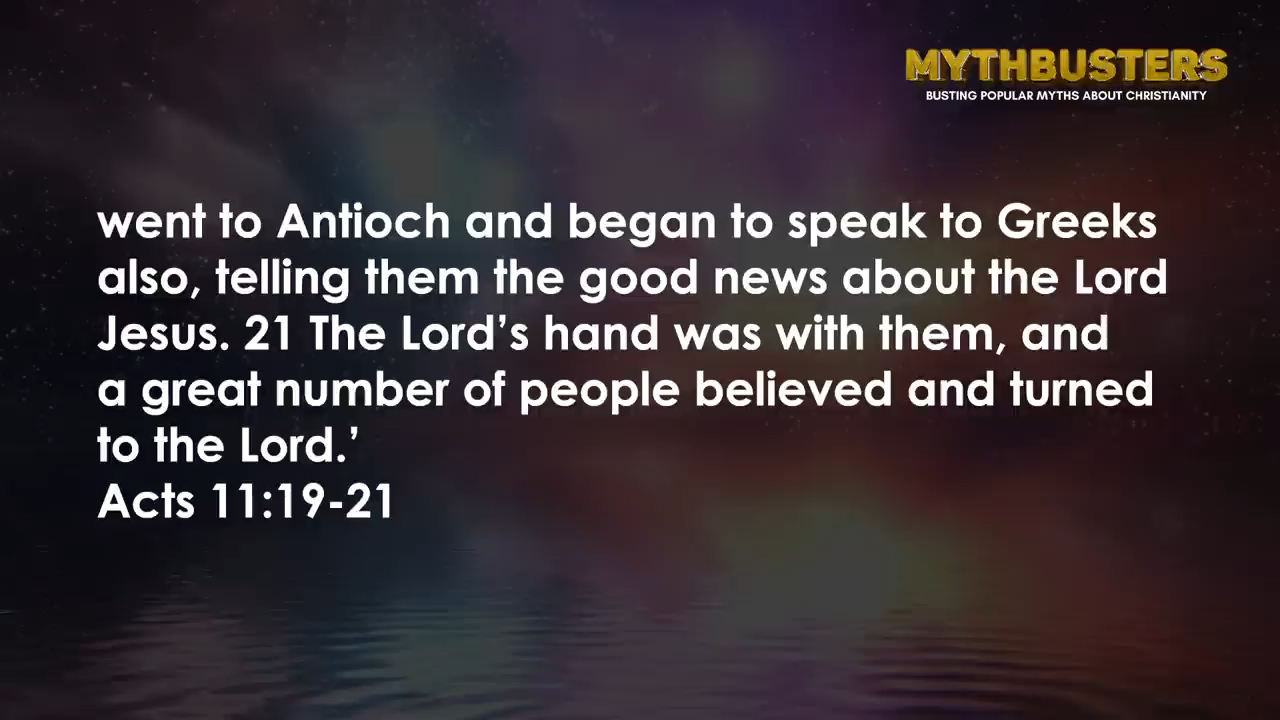 MYTHBUSTERS
BUSTING POPULAR MYTHS ABOUT CHRISTIANITY
went to Antioch and began to speak to Greeks
also, telling them the good news about the Lord
Jesus. 21 The Lord’s hand was with them, and
a great number of people believed and turned
to the Lord.’
Acts 11:19-21